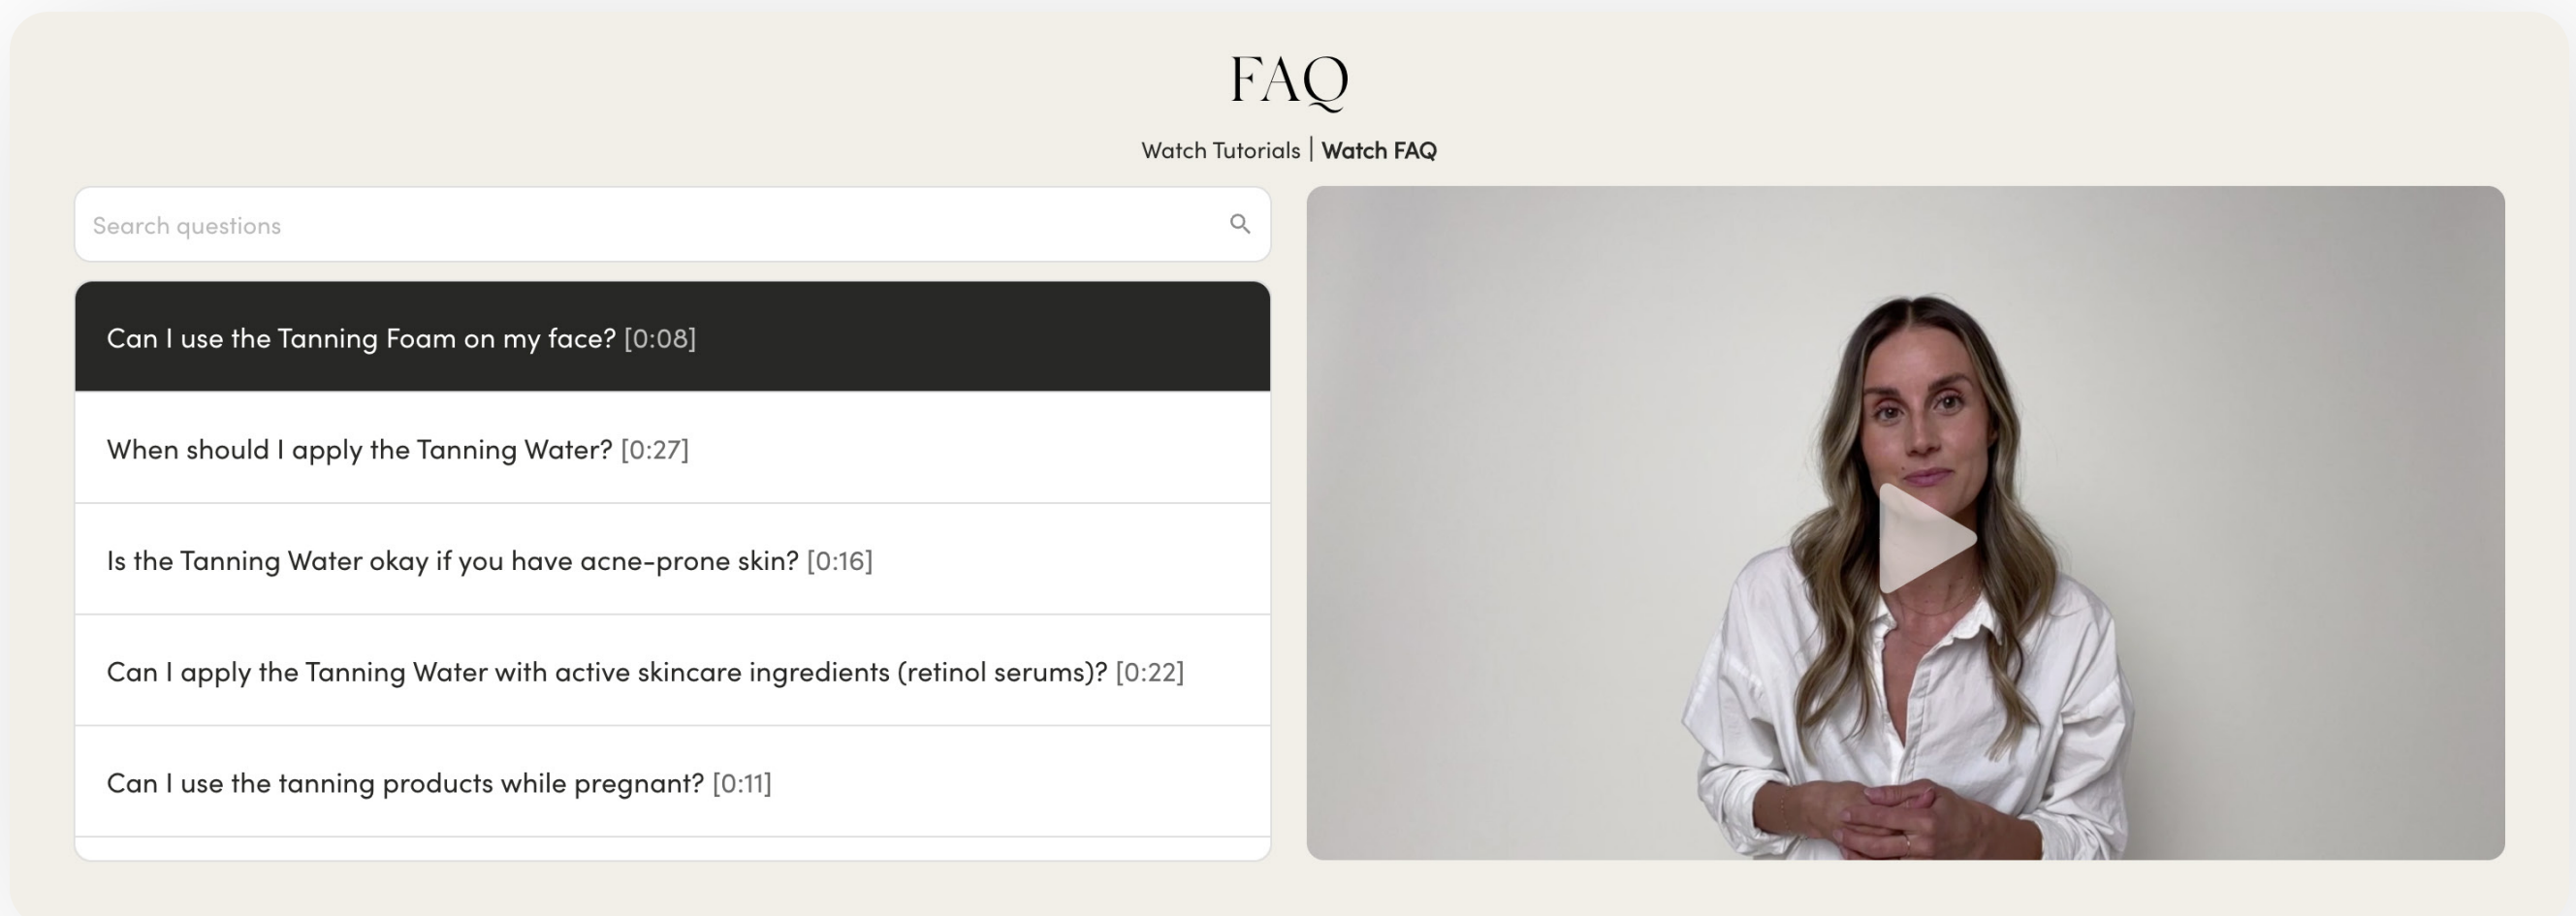 FAQ
Watch Tutorials | Watch FAQ
Search questions
Can I use the Tanning Foam on my face? [0:08]
When should I apply the Tanning Water? [0:27]
Is the Tanning Water okay if you have acne-prone skin? [0:16]
Can I apply the Tanning Water with active skincare ingredients (retinol serums)? [0:22]
Can I use the tanning products while pregnant? [0:11]